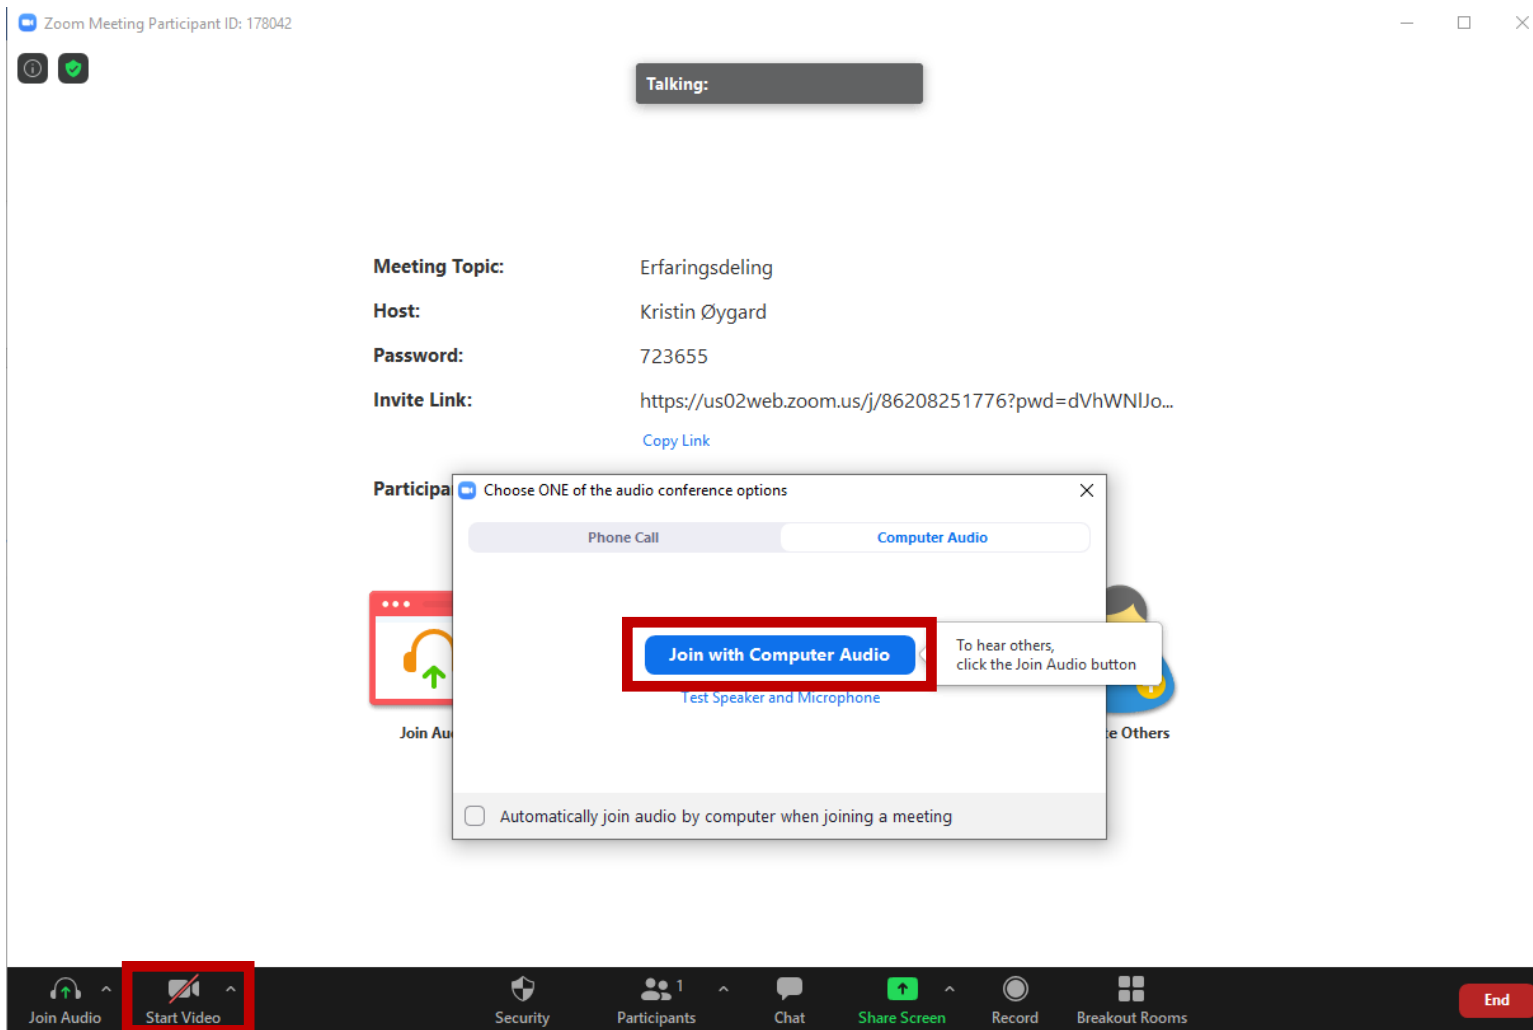 Zoom Meeting Participant ID: 178042
Talking:
Meeting Topic: Erfaringsdeling
Host: Kristin Øygard
Password: 723655
Invite Link: https://us02web.zoom.us/j/86208251776?pwd=dVhWNlJo...
Copy Link
Participa
Choose ONE of the audio conference options
Phone Call Computer Audio
Join with Computer Audio
To hear others,
click the Join Audio button
Test Speaker and Microphone
Join Au
e Others
Automatically join audio by computer when joining a meeting
Join Audio Start Video Security Participants 1 Chat Share Screen Record Breakout Rooms End